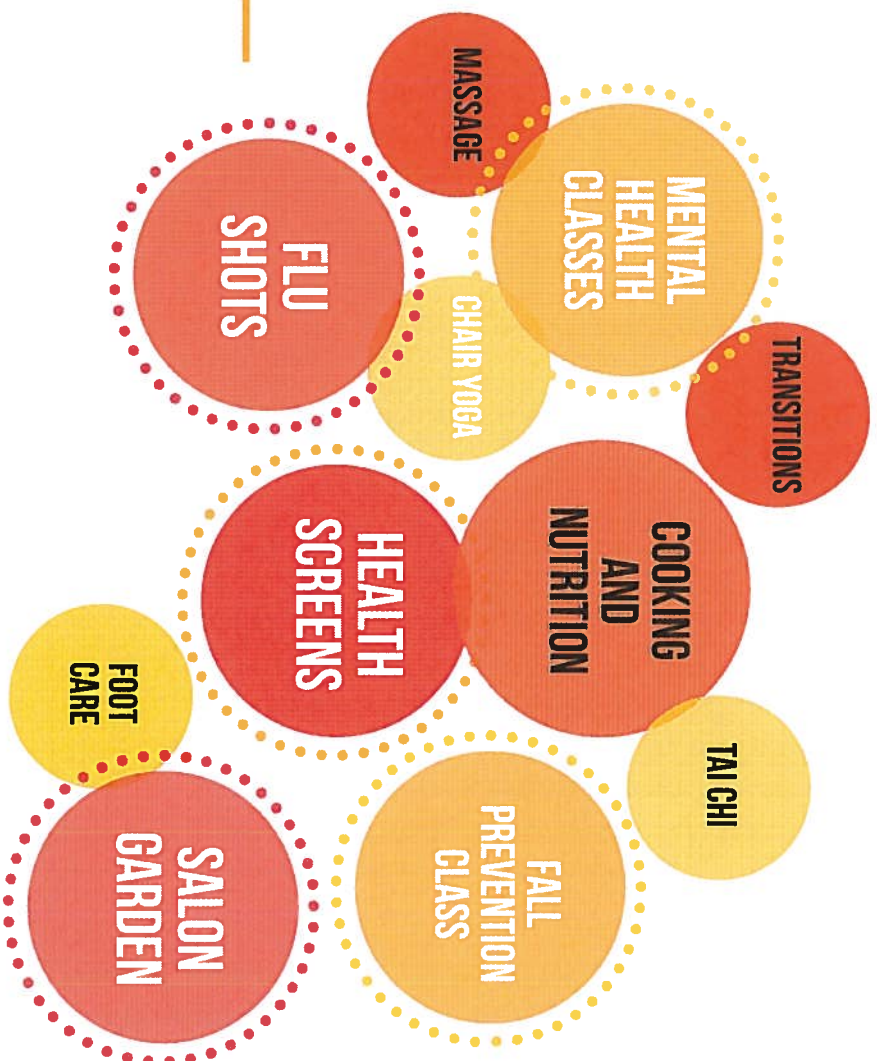 TRANSITIONS
TAI CHI
MENTAL
HEALTH
CLASSES
COOKING
AND
NUTRITION
FALL
PREVENTION
CLASS
MASSAGE
CHAIR YOGA
HEALTH
SCREENS
FLU
SHOTS
SALON
GARDEN
FOOT
CARE